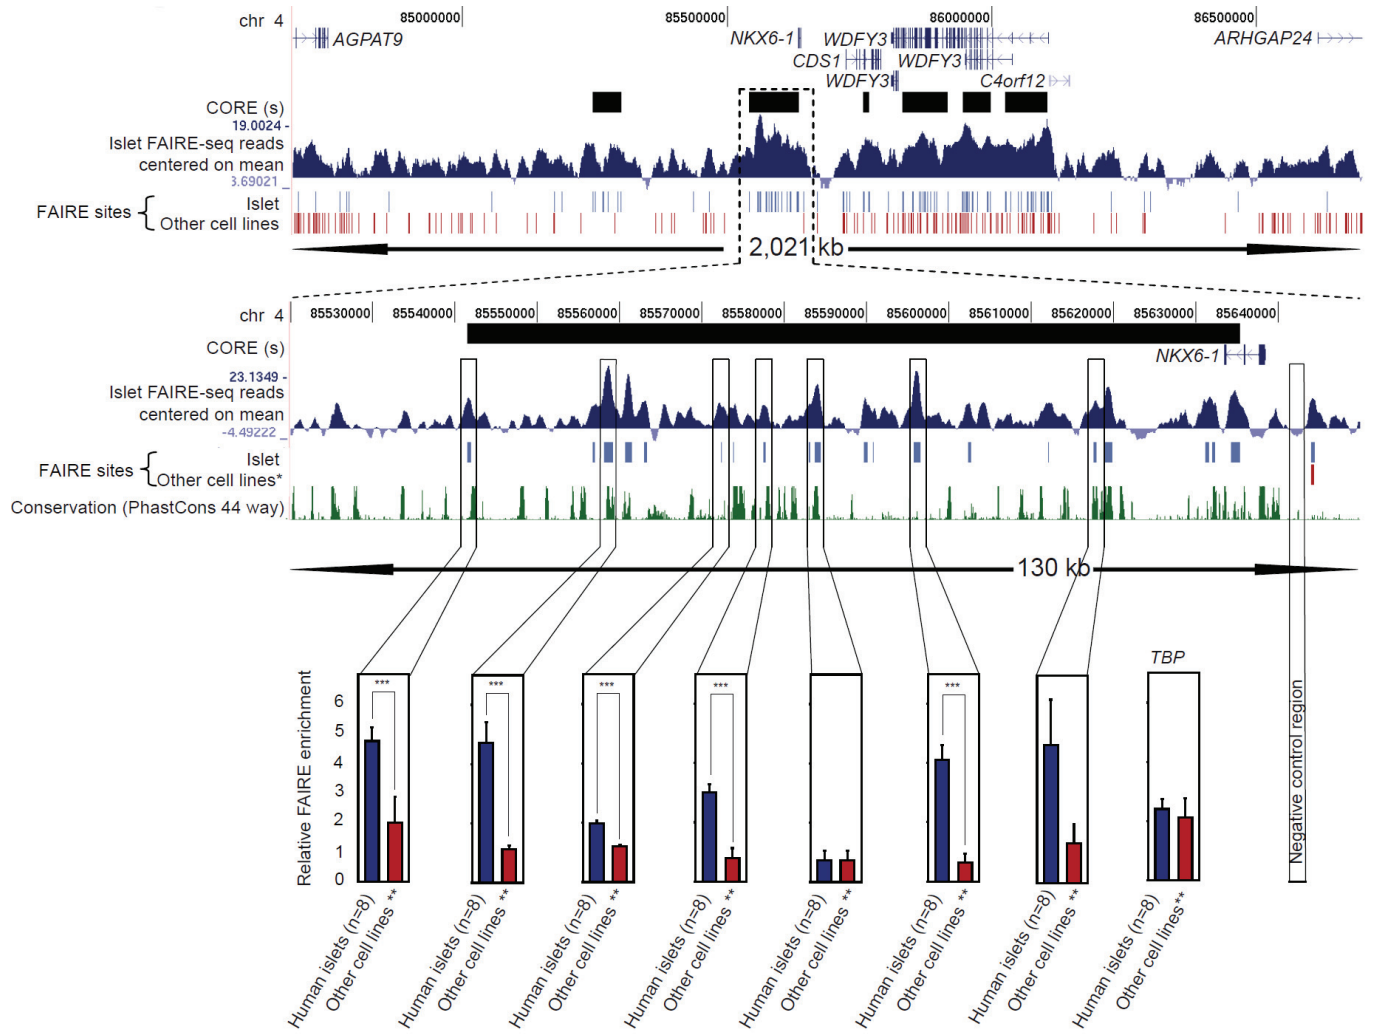 chr 4 85000000 85500000 86000000 86500000
AGPAT9 NKX6-1 WDFY3 ARHGAP24
CDS1 WDFY3
WDFY3 C4orf12
CORE (s)
19.0024 -
Islet FAIRE-seq reads
centered on mean
3.69021 _
FAIRE sites { Islet
Other cell lines
2,021 kb
chr 4 85530000 85540000 85550000 85560000 85570000 85580000 85590000 85600000 85610000 85620000 85630000 85640000
CORE (s)
NKX6-1
23.1349 -
Islet FAIRE-seq reads
centered on mean
-4.49222 _
FAIRE sites { Islet
Other cell lines*
Conservation (PhastCons 44 way)
130 kb
Relative FAIRE enrichment
6
5
4
3
2
1
0
*** *** *** *** ***
TBP
Negative control region
Human islets (n=8)
Other cell lines **
Human islets (n=8)
Other cell lines **
Human islets (n=8)
Other cell lines **
Human islets (n=8)
Other cell lines **
Human islets (n=8)
Other cell lines **
Human islets (n=8)
Other cell lines **
Human islets (n=8)
Other cell lines **
Human islets (n=8)
Other cell lines**